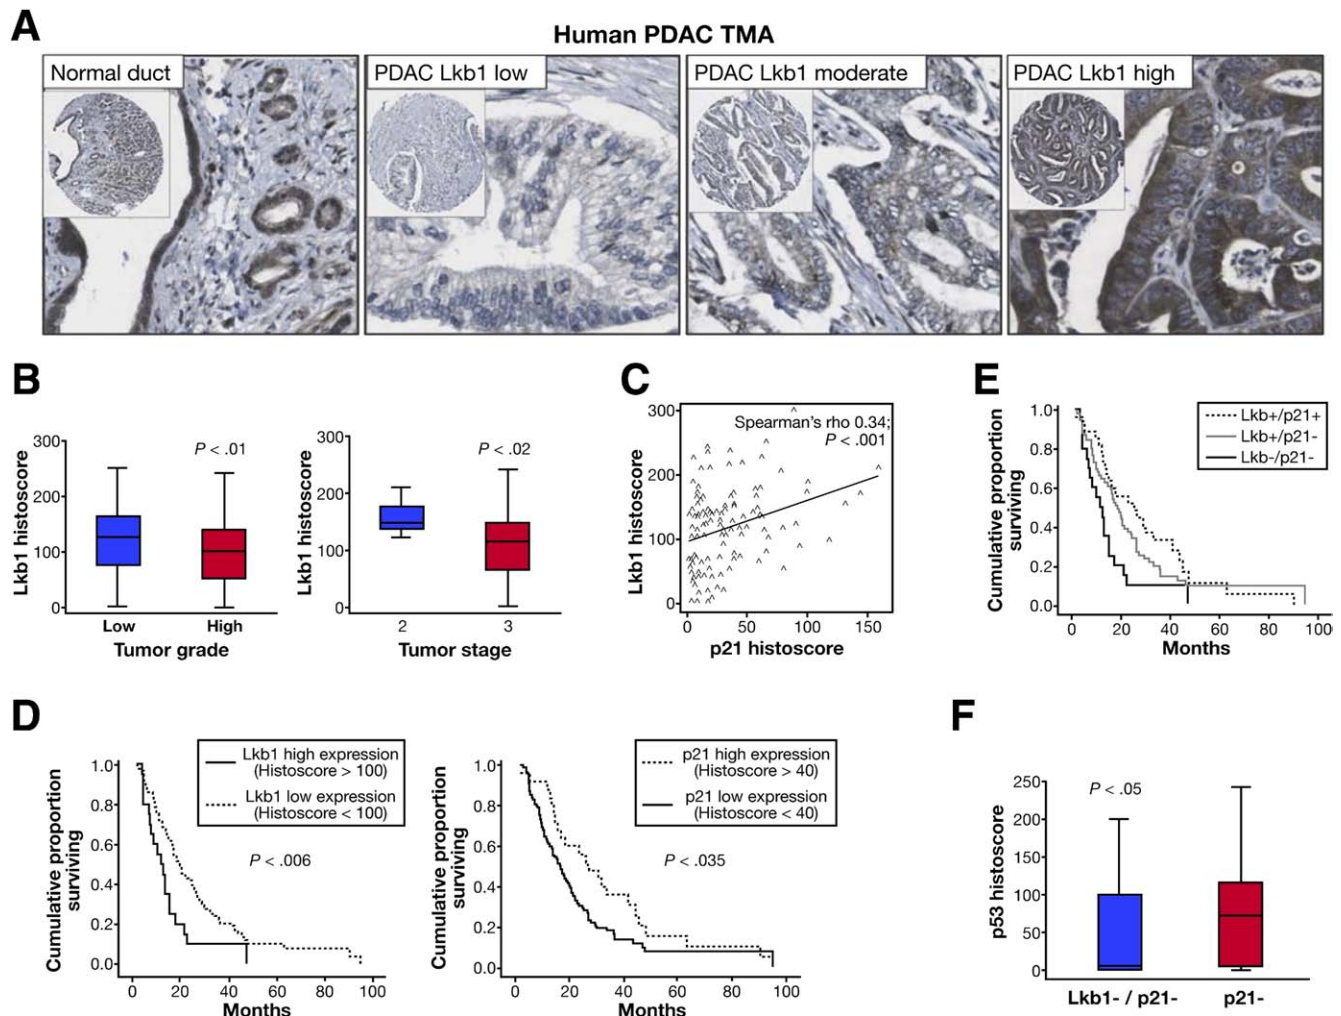 A
Human PDAC TMA
Normal duct
PDAC Lkb1 low
PDAC Lkb1 moderate
PDAC Lkb1 high
B
Lkb1 histoscore
300
200
100
0
P < .01
Low
High
Tumor grade
Lkb1 histoscore
300
200
100
0
P < .02
2
3
Tumor stage
C
Lkb1 histoscore
300
200
100
0
Spearman's rho 0.34;
P < .001
0
50
100
150
p21 histoscore
E
Cumulative proportion
surviving
1.0
0.8
0.6
0.4
0.2
0.0
Lkb+/p21+
Lkb+/p21-
Lkb-/p21-
0
20
40
60
80
100
Months
D
Cumulative proportion
surviving
1.0
0.8
0.6
0.4
0.2
0.0
Lkb1 high expression
(Histoscore > 100)
Lkb1 low expression
(Histoscore < 100)
P < .006
0
20
40
60
80
100
Months
Cumulative proportion
surviving
1.0
0.8
0.6
0.4
0.2
0.0
p21 high expression
(Histoscore > 40)
p21 low expression
(Histoscore < 40)
P < .035
0
20
40
60
80
100
Months
F
p53 histoscore
250
200
150
100
50
0
P < .05
Lkb1- / p21-
p21-